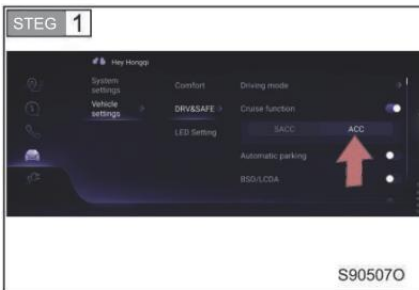 STEG 1
Hey Hongqi
System settings
Comfort
Driving mode
Vehicle settings
DRV&SAFE
Cruise function
LED Setting
SACC
ACC
Automatic parking
BSD/LCDA
S90507O